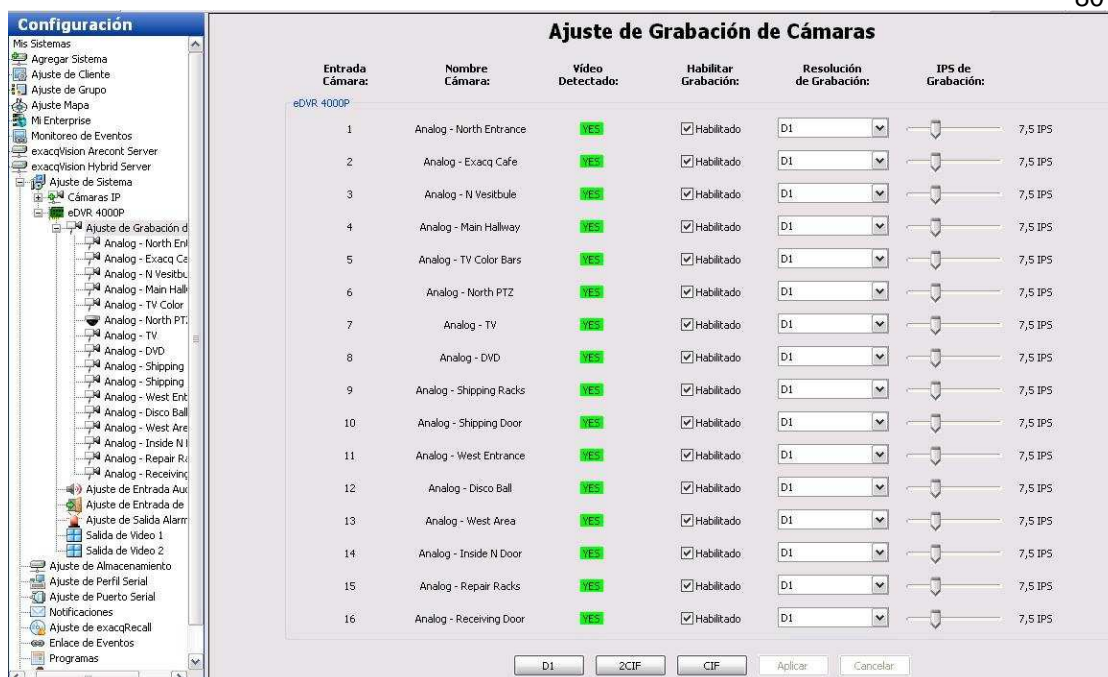 80
Configuración
Mis Sistemas
Agregar Sistema
Ajuste de Cliente
Ajuste de Grupo
Ajuste Mapa
Mi Enterprise
Monitoreo de Eventos
exacqVision Arecont Server
exacqVision Hybrid Server
Ajuste de Sistema
Cámaras IP
eDVR 4000P
Ajuste de Grabación d
Analog - North Ent
Analog - Exacq Ca
Analog - N Vesitbu
Analog - Main Hall
Analog - TV Color
Analog - North PT
Analog - TV
Analog - DVD
Analog - Shipping
Analog - Shipping
Analog - West Ent
Analog - Disco Ball
Analog - West Are
Analog - Inside N
Analog - Repair Ra
Analog - Receiving
Ajuste de Entrada Aud
Ajuste de Entrada de
Ajuste de Salida Alarm
Salida de Video 1
Salida de Video 2
Ajuste de Almacenamiento
Ajuste de Perfil Serial
Ajuste de Puerto Serial
Notificaciones
Ajuste de exacqRecall
Enlace de Eventos
Programas
Ajuste de Grabación de Cámaras
Entrada Cámara: Nombre Cámara: Vídeo Detectado: Habilitar Grabación: Resolución de Grabación: IPS de Grabación:
eDVR 4000P
1 Analog - North Entrance YES Habilitado D1 7,5 IPS
2 Analog - Exacq Cafe YES Habilitado D1 7,5 IPS
3 Analog - N Vesitbule YES Habilitado D1 7,5 IPS
4 Analog - Main Hallway YES Habilitado D1 7,5 IPS
5 Analog - TV Color Bars YES Habilitado D1 7,5 IPS
6 Analog - North PTZ YES Habilitado D1 7,5 IPS
7 Analog - TV YES Habilitado D1 7,5 IPS
8 Analog - DVD YES Habilitado D1 7,5 IPS
9 Analog - Shipping Racks YES Habilitado D1 7,5 IPS
10 Analog - Shipping Door YES Habilitado D1 7,5 IPS
11 Analog - West Entrance YES Habilitado D1 7,5 IPS
12 Analog - Disco Ball YES Habilitado D1 7,5 IPS
13 Analog - West Area YES Habilitado D1 7,5 IPS
14 Analog - Inside N Door YES Habilitado D1 7,5 IPS
15 Analog - Repair Racks YES Habilitado D1 7,5 IPS
16 Analog - Receiving Door YES Habilitado D1 7,5 IPS
D1 2CIF CIF Aplicar Cancelar